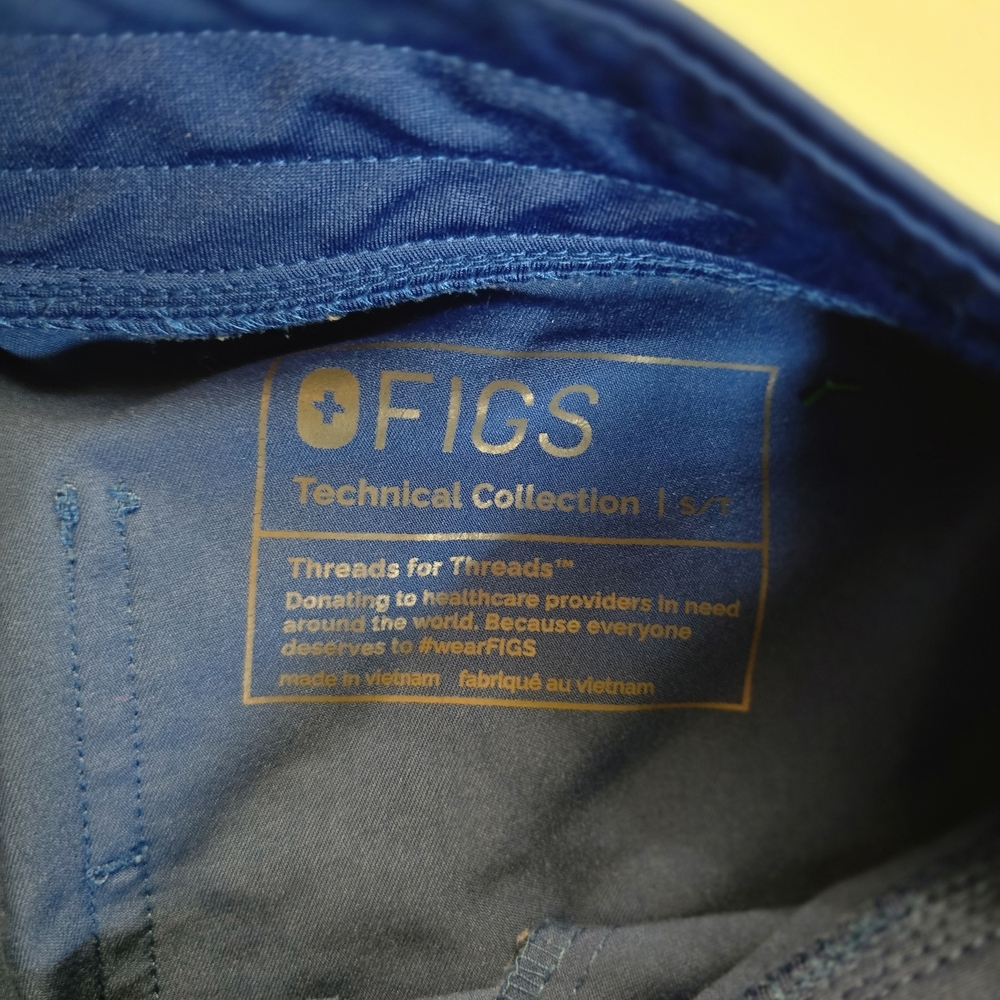 FIGS
Technical Collection | S/T
Threads for Threads™
Donating to healthcare providers in need
around the world. Because everyone
deserves to #wearFIGS
made in vietnam fabriqué au vietnam